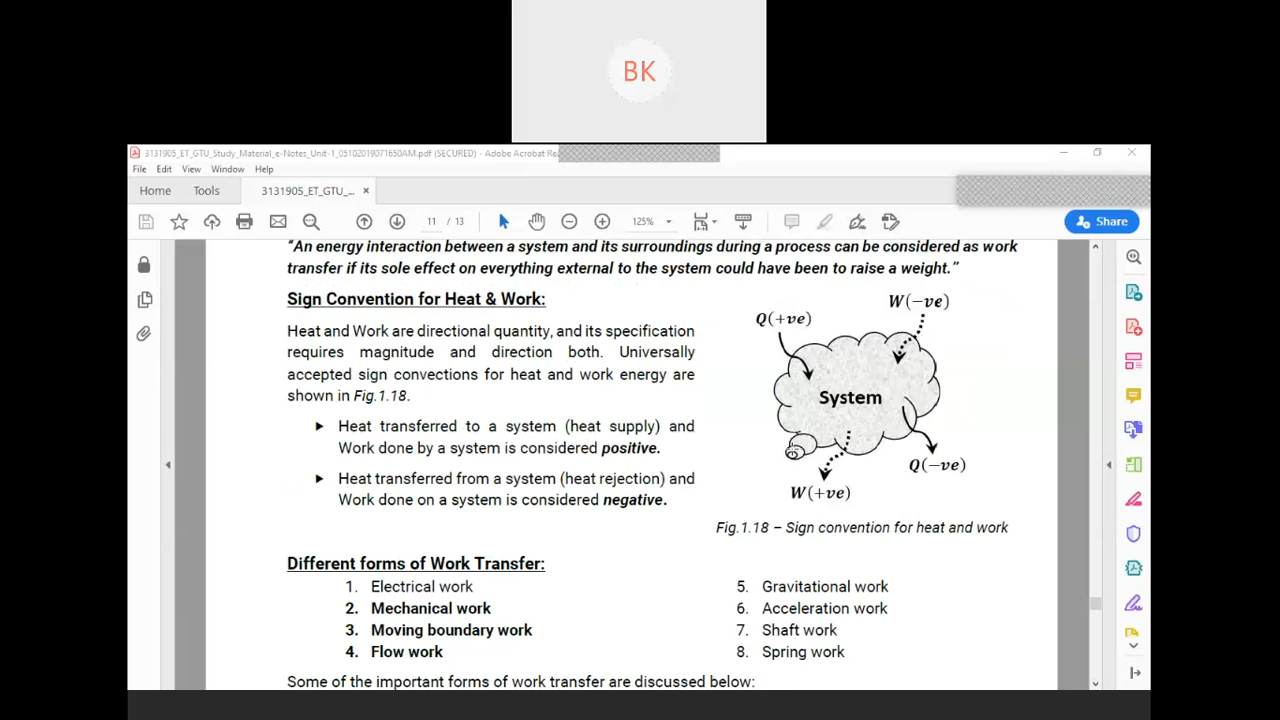 BK
3131905_ET_GTU_Study_Material_e-Notes_Unit-1_05102019071650AM.pdf (SECURED) - Adobe Acrobat Re
File Edit View Window Help
Home Tools 3131905_ET_GTU_... ×
11 / 13 125% Share
“An energy interaction between a system and its surroundings during a process can be considered as work
transfer if its sole effect on everything external to the system could have been to raise a weight.”
Sign Convention for Heat & Work:
Heat and Work are directional quantity, and its specification
requires magnitude and direction both. Universally
accepted sign convections for heat and work energy are
shown in Fig.1.18.
► Heat transferred to a system (heat supply) and
Work done by a system is considered positive.
► Heat transferred from a system (heat rejection) and
Work done on a system is considered negative.
W(−ve)
Q(+ve)
System
Q(−ve)
W(+ve)
Fig.1.18 – Sign convention for heat and work
Different forms of Work Transfer:
1. Electrical work
2. Mechanical work
3. Moving boundary work
4. Flow work
5. Gravitational work
6. Acceleration work
7. Shaft work
8. Spring work
Some of the important forms of work transfer are discussed below: